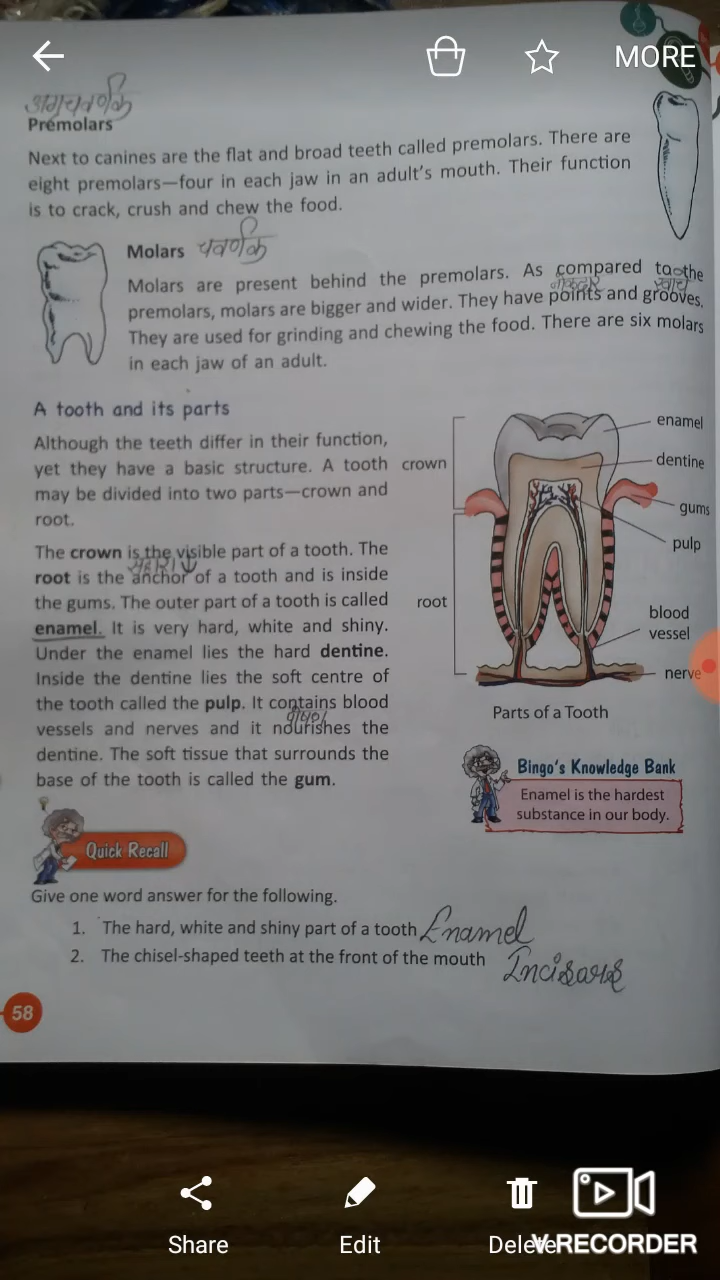 MORE
अग्रचवर्णक
Premolars
Next to canines are the flat and broad teeth called premolars. There are
eight premolars—four in each jaw in an adult's mouth. Their function
is to crack, crush and chew the food.
Molars चवर्णक
Molars are present behind the premolars. As compared to the
premolars, molars are bigger and wider. They have points and grooves.
They are used for grinding and chewing the food. There are six molars
in each jaw of an adult.
A tooth and its parts
Although the teeth differ in their function,
yet they have a basic structure. A tooth
may be divided into two parts—crown and
root.
The crown is the visible part of a tooth. The
सहारा
root is the anchor of a tooth and is inside
the gums. The outer part of a tooth is called
enamel. It is very hard, white and shiny.
Under the enamel lies the hard dentine.
Inside the dentine lies the soft centre of
the tooth called the pulp. It contains blood
vessels and nerves and it nourishes the
dentine. The soft tissue that surrounds the
base of the tooth is called the gum.
enamel
dentine
crown
gums
pulp
root
blood
vessel
nerve
Parts of a Tooth
Bingo's Knowledge Bank
Enamel is the hardest
substance in our body.
Quick Recall
Give one word answer for the following.
1. The hard, white and shiny part of a tooth Enamel
2. The chisel-shaped teeth at the front of the mouth Incisors
58
Share
Edit
Delete
V RECORDER